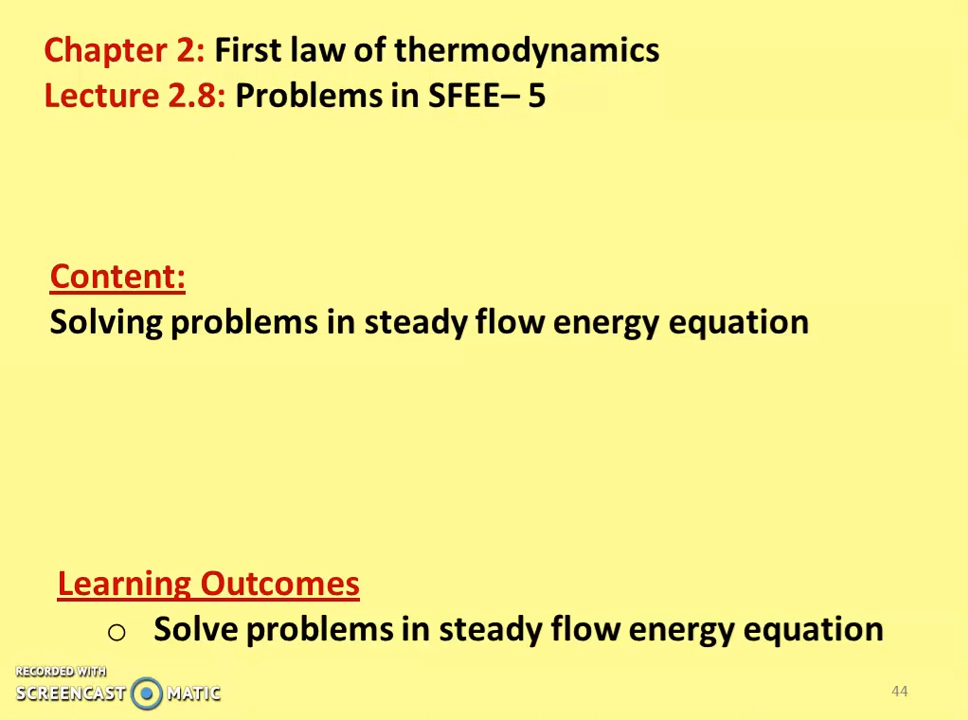 Chapter 2: First law of thermodynamics
Lecture 2.8: Problems in SFEE– 5
Content:
Solving problems in steady flow energy equation
Learning Outcomes
o Solve problems in steady flow energy equation
RECORDED WITH
SCREENCAST MATIC
44